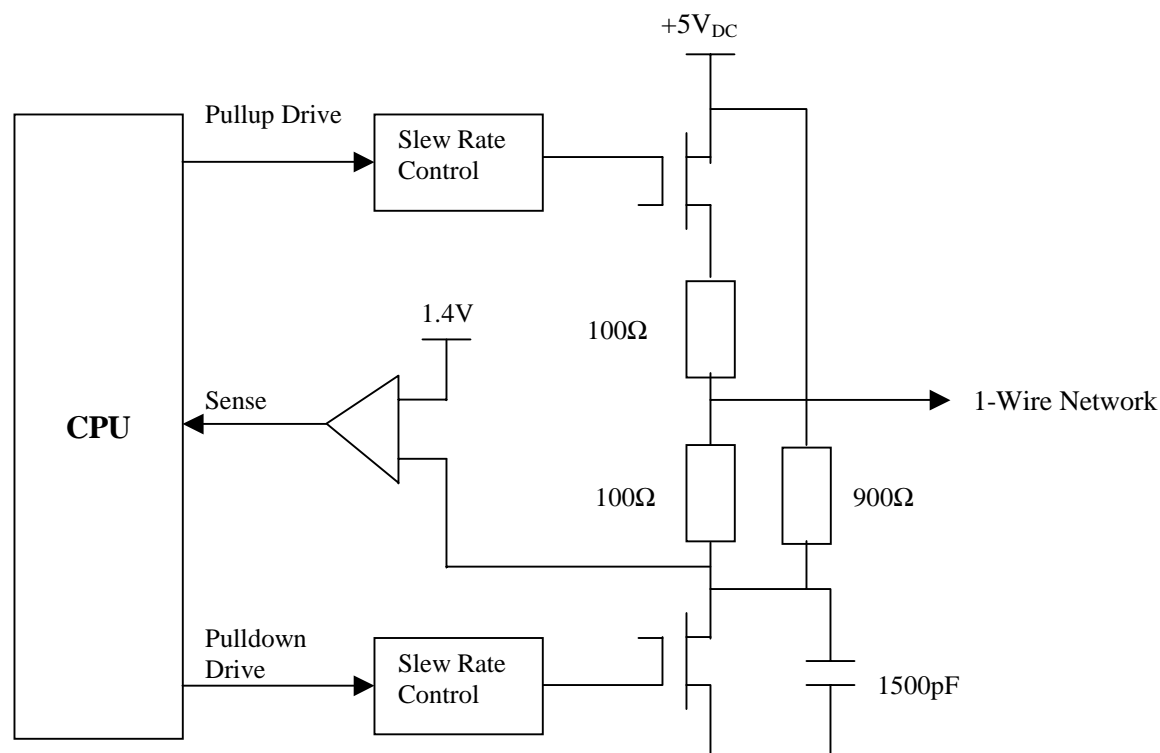 +5VDC
Pullup Drive
Slew Rate
Control
1.4V
100Ω
Sense
CPU
1-Wire Network
100Ω
900Ω
Pulldown
Drive
Slew Rate
Control
1500pF